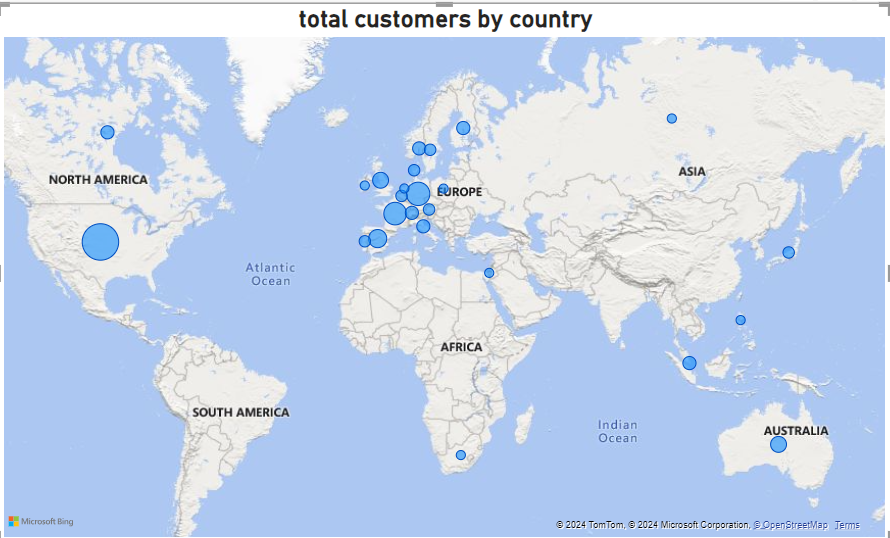 total customers by country
NORTH AMERICA
EUROPE
ASIA
Atlantic
Ocean
AFRICA
SOUTH AMERICA
Indian
Ocean
AUSTRALIA
Microsoft Bing
© 2024 TomTom, © 2024 Microsoft Corporation, © OpenStreetMap Terms